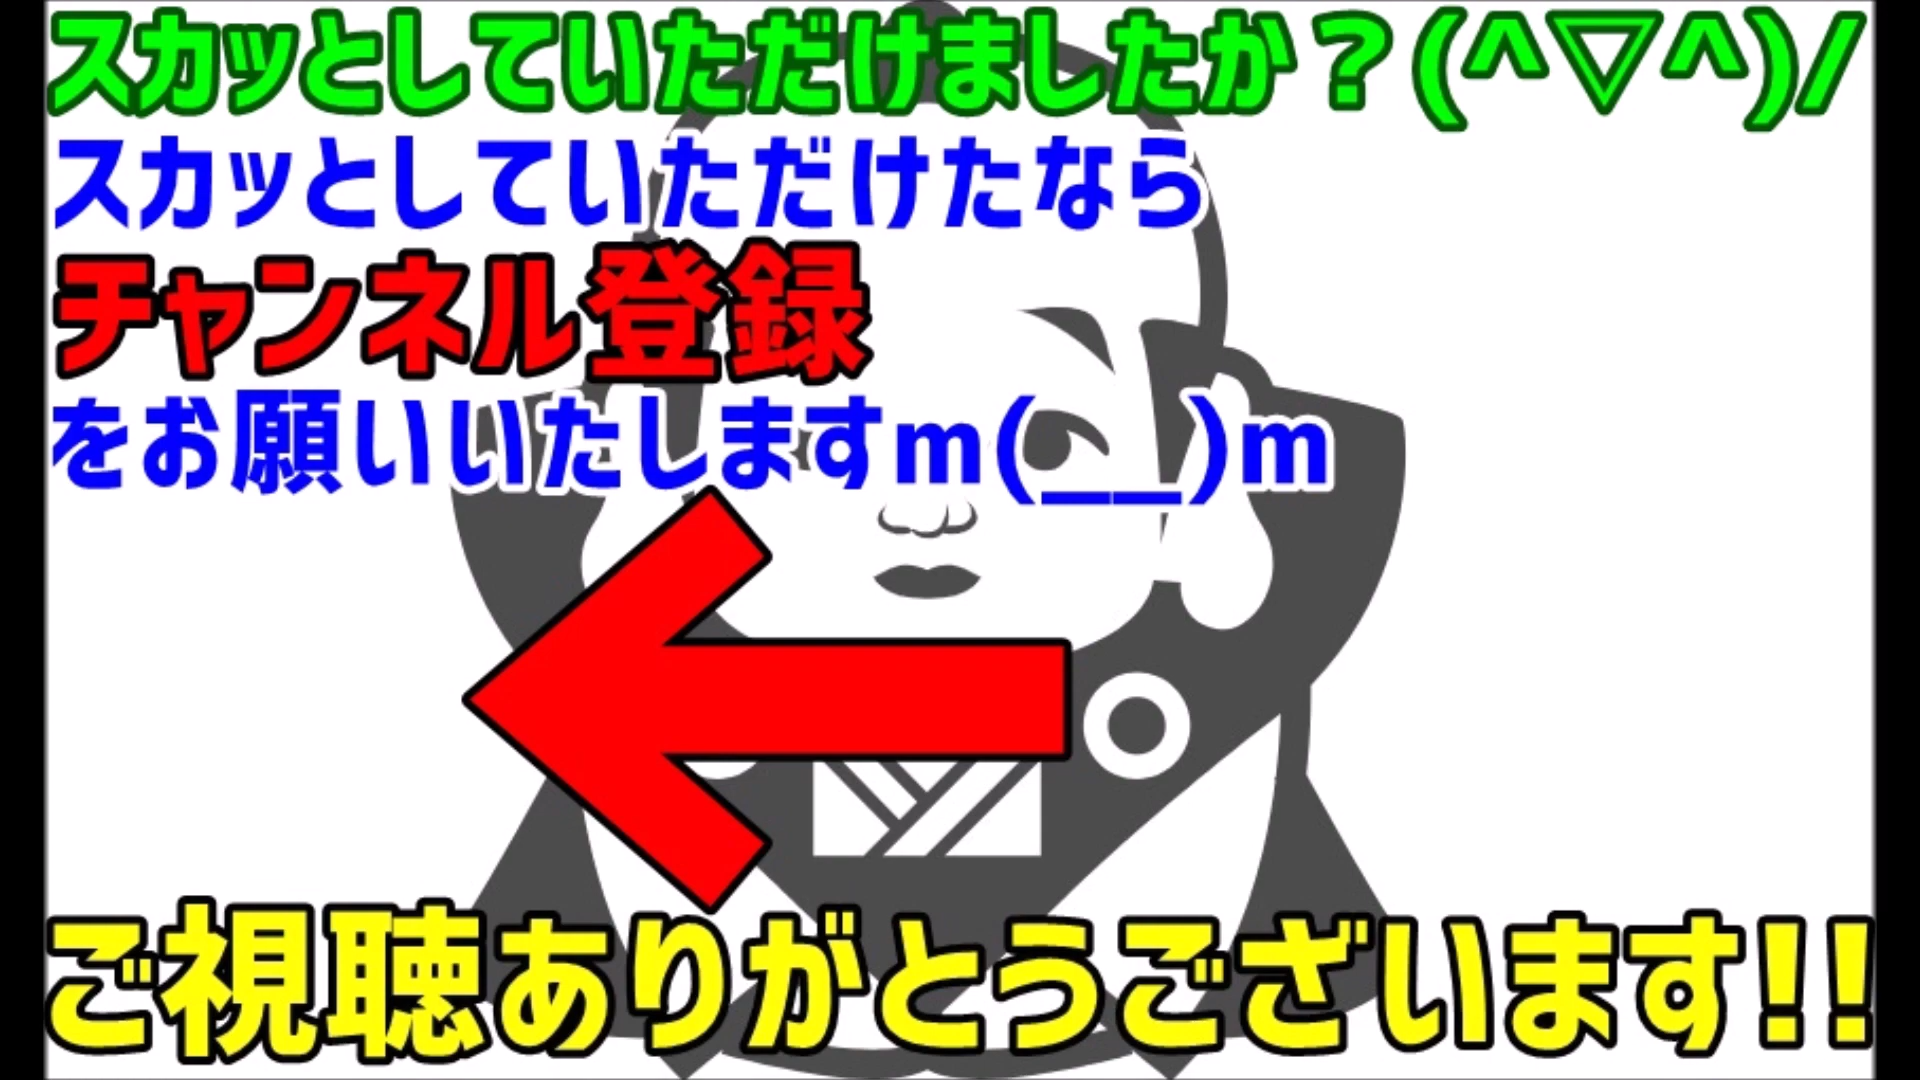 スカッとしていただけましたか？(^▽^)/
スカッとしていただけたなら
チャンネル登録
をお願いいたしますm(__)m
ご視聴ありがとうございます!!